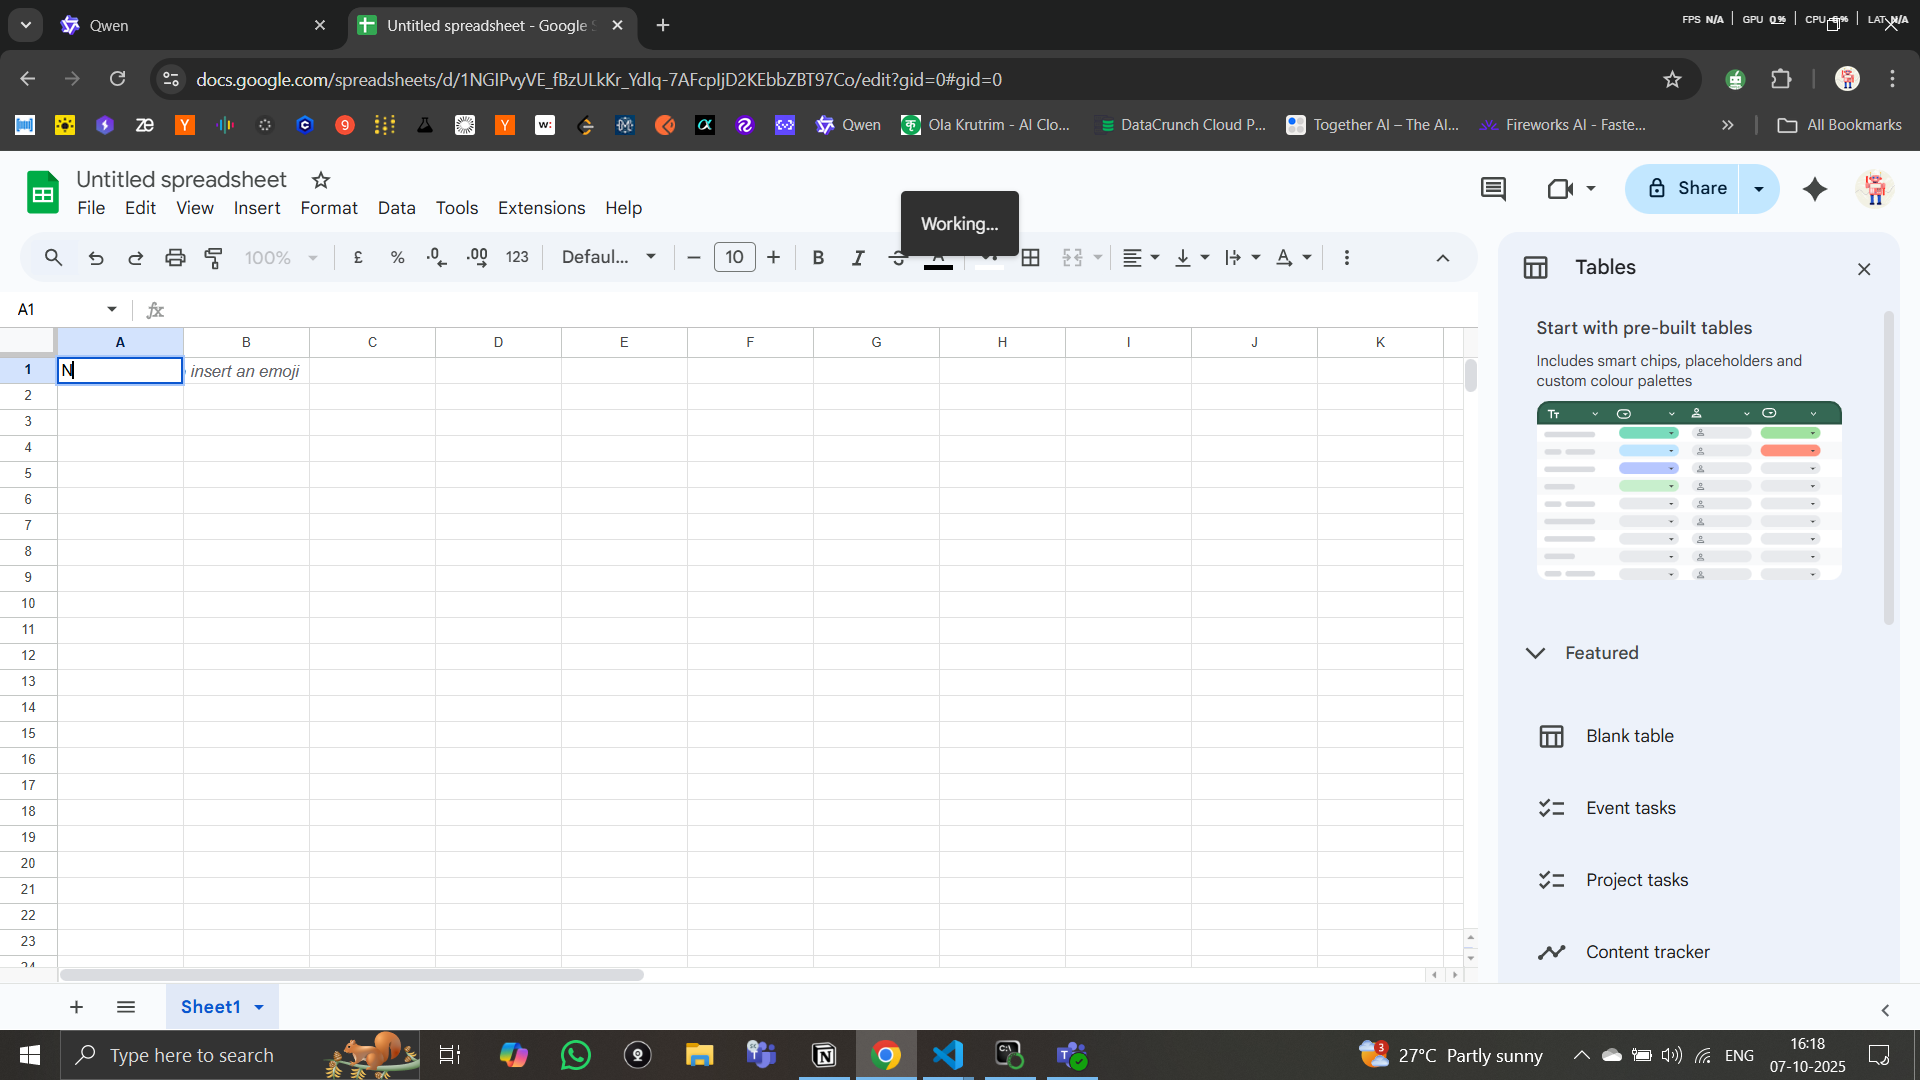 Qwen
Untitled spreadsheet - Google S
FPS N/A GPU 0% CPU LAT N/A
docs.google.com/spreadsheets/d/1NGIPvyVE_fBzULkKr_Ydlq-7AFcpIjD2KEbbZBT97Co/edit?gid=0#gid=0
Qwen
Ola Krutrim - AI Clo...
DataCrunch Cloud P...
Together AI – The AI...
Fireworks AI - Faste...
All Bookmarks
Untitled spreadsheet
File Edit View Insert Format Data Tools Extensions Help
Working...
Share
100% £ % .0 .00 123 Defaul... 10 B I A
A1 fx
A B C D E F G H I J K
1 N insert an emoji
2
3
4
5
6
7
8
9
10
11
12
13
14
15
16
17
18
19
20
21
22
23
24
Tables
Start with pre-built tables
Includes smart chips, placeholders and
custom colour palettes
Tт
Featured
Blank table
Event tasks
Project tasks
Content tracker
Sheet1
Type here to search
27°C Partly sunny
ENG
16:18
07-10-2025